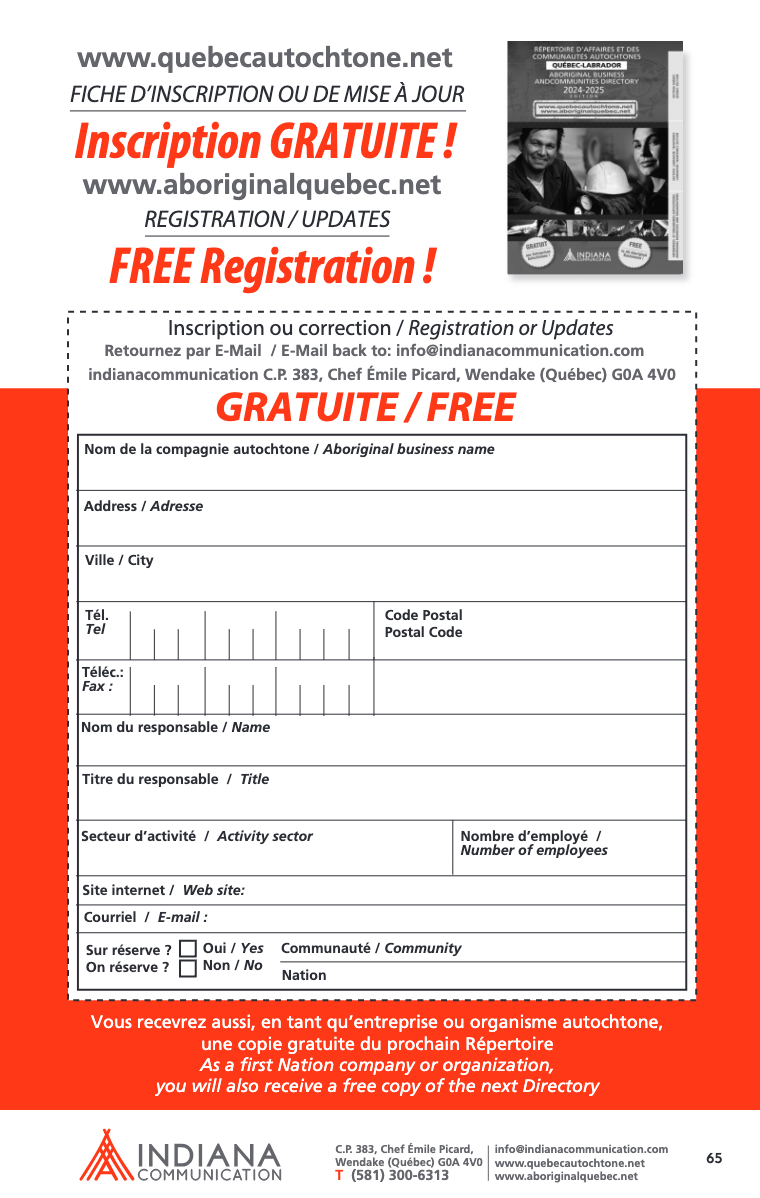 www.quebecautochtone.net
FICHE D'INSCRIPTION OU DE MISE À JOUR
Inscription GRATUITE !
www.aboriginalquebec.net
REGISTRATION / UPDATES
FREE Registration !
RÉPERTOIRE D'AFFAIRES ET DES
COMMUNAUTÉS AUTOCHTONES
QUÉBEC-LABRADOR
ABORIGINAL BUSINESS
ANDCOMMUNITIES DIRECTORY
2024-2025
EDITION
www.quebecautochtone.net
www.aboriginalquebec.net
GRATUIT
FREE
INDIANA
COMMUNICATION
Inscription ou correction / Registration or Updates
Retournez par E-Mail / E-Mail back to: info@indianacommunication.com
indianacommunication C.P. 383, Chef Émile Picard, Wendake (Québec) G0A 4V0
GRATUITE / FREE
Nom de la compagnie autochtone / Aboriginal business name
Address / Adresse
Ville / City
Tél.
Tel
Code Postal
Postal Code
Téléc.:
Fax :
Nom du responsable / Name
Titre du responsable / Title
Secteur d'activité / Activity sector
Nombre d'employé /
Number of employees
Site internet / Web site:
Courriel / E-mail :
Sur réserve ? Oui / Yes
On réserve ? Non / No
Communauté / Community
Nation
Vous recevrez aussi, en tant qu'entreprise ou organisme autochtone,
une copie gratuite du prochain Répertoire
As a first Nation company or organization,
you will also receive a free copy of the next Directory
INDIANA
COMMUNICATION
C.P. 383, Chef Émile Picard,
Wendake (Québec) G0A 4V0
T (581) 300-6313
info@indianacommunication.com
www.quebecautochtone.net
www.aboriginalquebec.net
65